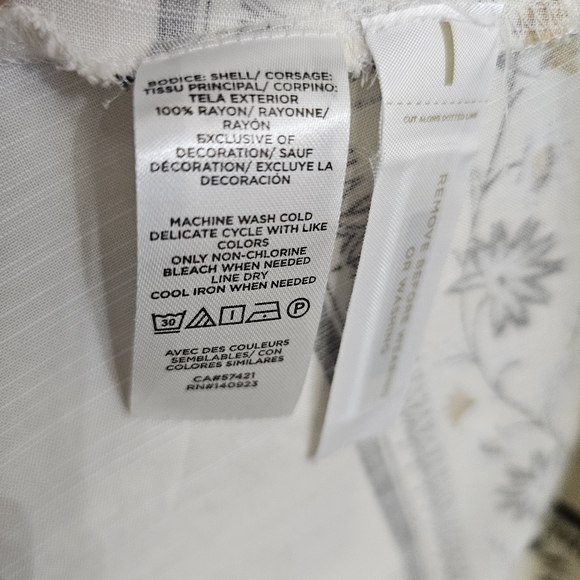 BODICE: SHELL/ CORSAGE:
TISSU PRINCIPAL/ CORPINO:
TELA EXTERIOR
100% RAYON/ RAYONNE/
RAYÓN
EXCLUSIVE OF
DECORATION/ SAUF
DÉCORATION/ EXCLUYE LA
DECORACIÓN
MACHINE WASH COLD
DELICATE CYCLE WITH LIKE
COLORS
ONLY NON-CHLORINE
BLEACH WHEN NEEDED
LINE DRY
COOL IRON WHEN NEEDED
30 P
AVEC DES COULEURS
SEMBLABLES/ CON
COLORES SIMILARES
CA#57421
RN#140923
CUT ALONG DOTTED LINE
REMOVE BEFORE WEAR
OR WASHING